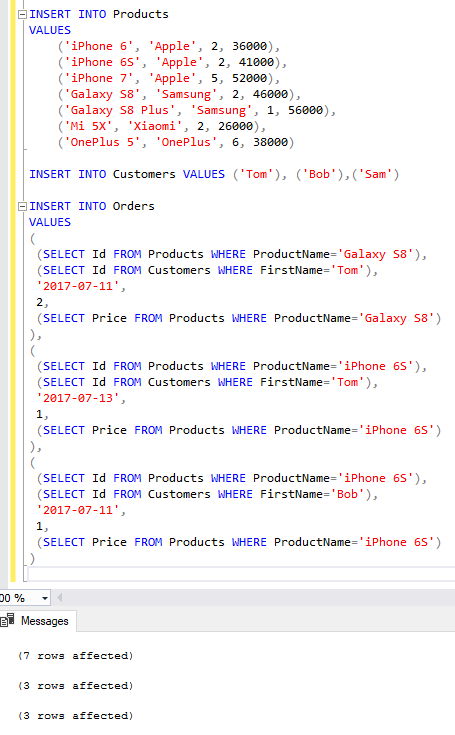 INSERT INTO Products
VALUES
('iPhone 6', 'Apple', 2, 36000),
('iPhone 6S', 'Apple', 2, 41000),
('iPhone 7', 'Apple', 5, 52000),
('Galaxy S8', 'Samsung', 2, 46000),
('Galaxy S8 Plus', 'Samsung', 1, 56000),
('Mi 5X', 'Xiaomi', 2, 26000),
('OnePlus 5', 'OnePlus', 6, 38000)
INSERT INTO Customers VALUES ('Tom'), ('Bob'),('Sam')
INSERT INTO Orders
VALUES
(
(SELECT Id FROM Products WHERE ProductName='Galaxy S8'),
(SELECT Id FROM Customers WHERE FirstName='Tom'),
'2017-07-11',
2,
(SELECT Price FROM Products WHERE ProductName='Galaxy S8')
),
(
(SELECT Id FROM Products WHERE ProductName='iPhone 6S'),
(SELECT Id FROM Customers WHERE FirstName='Tom'),
'2017-07-13',
1,
(SELECT Price FROM Products WHERE ProductName='iPhone 6S')
),
(
(SELECT Id FROM Products WHERE ProductName='iPhone 6S'),
(SELECT Id FROM Customers WHERE FirstName='Bob'),
'2017-07-11',
1,
(SELECT Price FROM Products WHERE ProductName='iPhone 6S')
)
00 %
Messages
(7 rows affected)
(3 rows affected)
(3 rows affected)